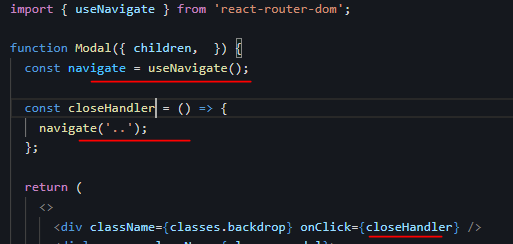 import { useNavigate } from 'react-router-dom';
function Modal({ children,  }) {
const navigate = useNavigate();
const closeHandler = () => {
navigate('..');
};
return (
<>
<div className={classes.backdrop} onClick={closeHandler} />